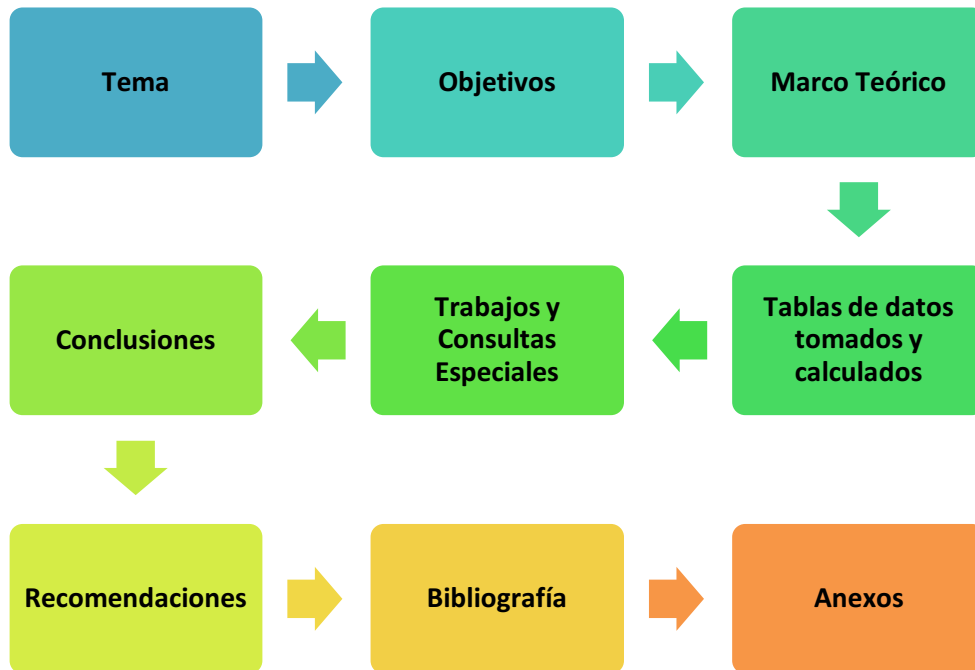 Tema
Objetivos
Marco Teórico
Tablas de datos
tomados y
calculados
Trabajos y
Consultas
Especiales
Conclusiones
Recomendaciones
Bibliografía
Anexos